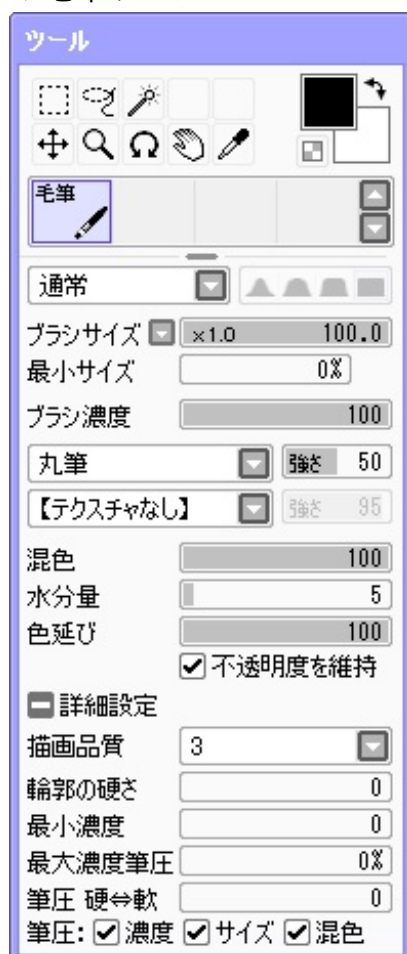 ツール
毛筆
通常
ブラシサイズ ×1.0 100.0
最小サイズ 0%
ブラシ濃度 100
丸筆 強さ 50
【テクスチャなし】 強さ 95
混色 100
水分量 5
色延び 100
不透明度を維持
詳細設定
描画品質 3
輪郭の硬さ 0
最小濃度 0
最大濃度筆圧 0%
筆圧 硬⇔軟 0
筆圧: 濃度 サイズ 混色